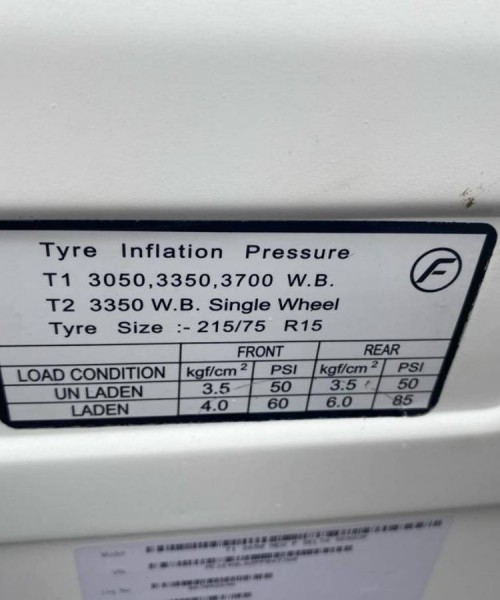 Tyre Inflation Pressure
T1 3050,3350,3700 W.B.
T2 3350 W.B. Single Wheel
Tyre Size :- 215/75 R15
F
FRONT REAR
LOAD CONDITION kgf/cm² PSI kgf/cm² PSI
UN LADEN 3.5 50 3.5 50
LADEN 4.0 60 6.0 85
Model